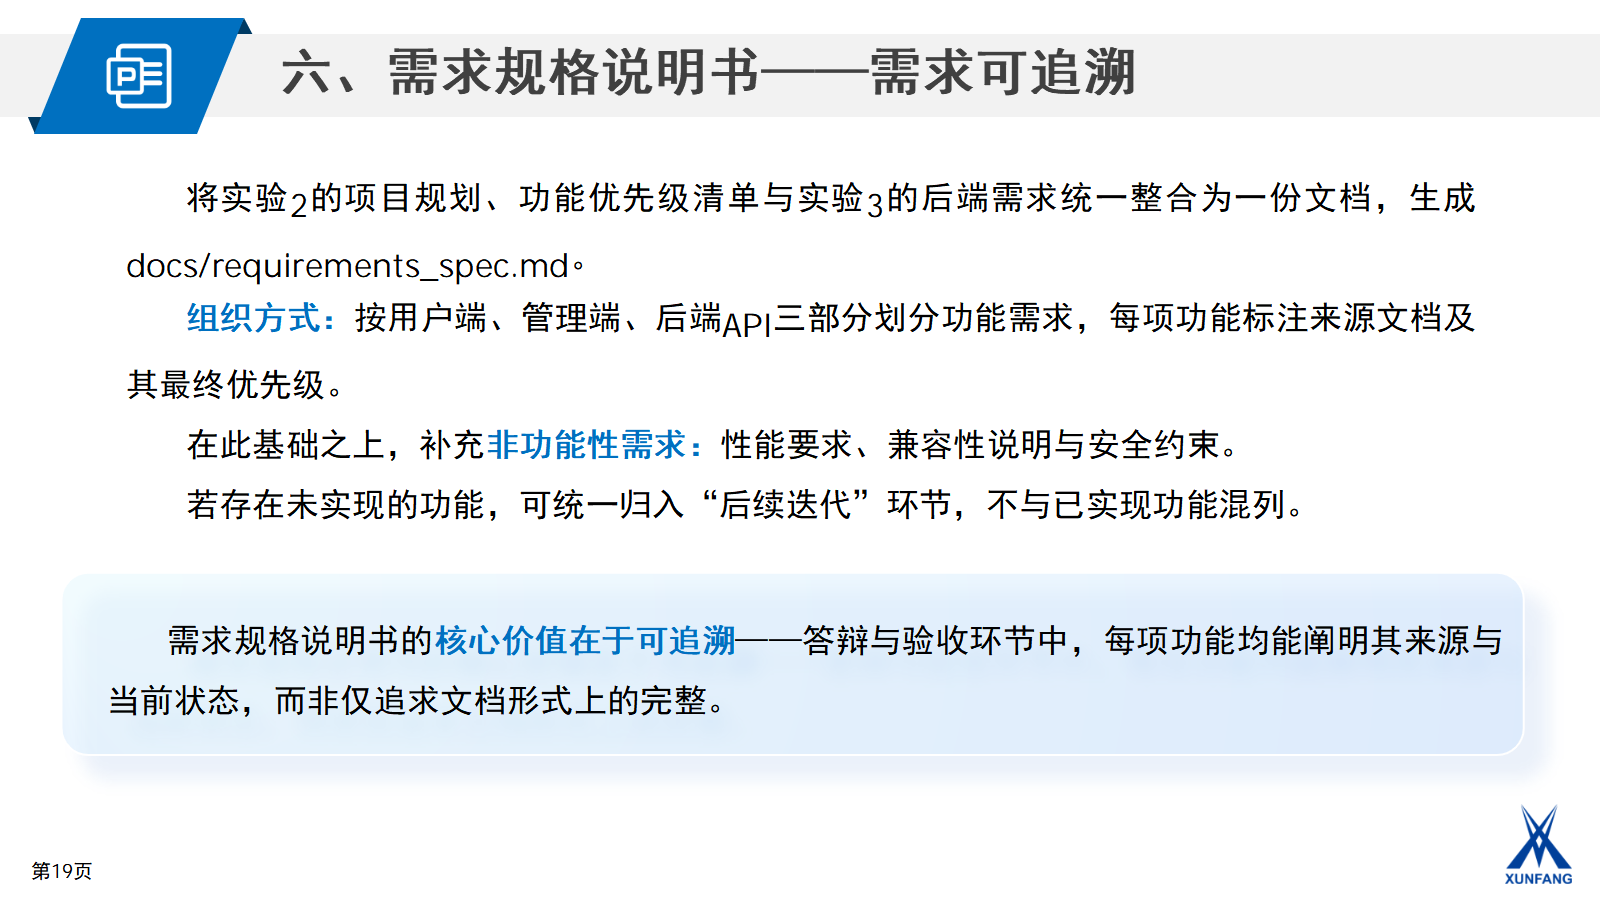 六、需求规格说明书——需求可追溯
将实验2的项目规划、功能优先级清单与实验3的后端需求统一整合为一份文档，生成
docs/requirements_spec.md。
组织方式：按用户端、管理端、后端API三部分划分功能需求，每项功能标注来源文档及
其最终优先级。
在此基础之上，补充非功能性需求：性能要求、兼容性说明与安全约束。
若存在未实现的功能，可统一归入“后续迭代”环节，不与已实现功能混列。
需求规格说明书的核心价值在于可追溯——答辩与验收环节中，每项功能均能阐明其来源与
当前状态，而非仅追求文档形式上的完整。
第19页
XUNFANG